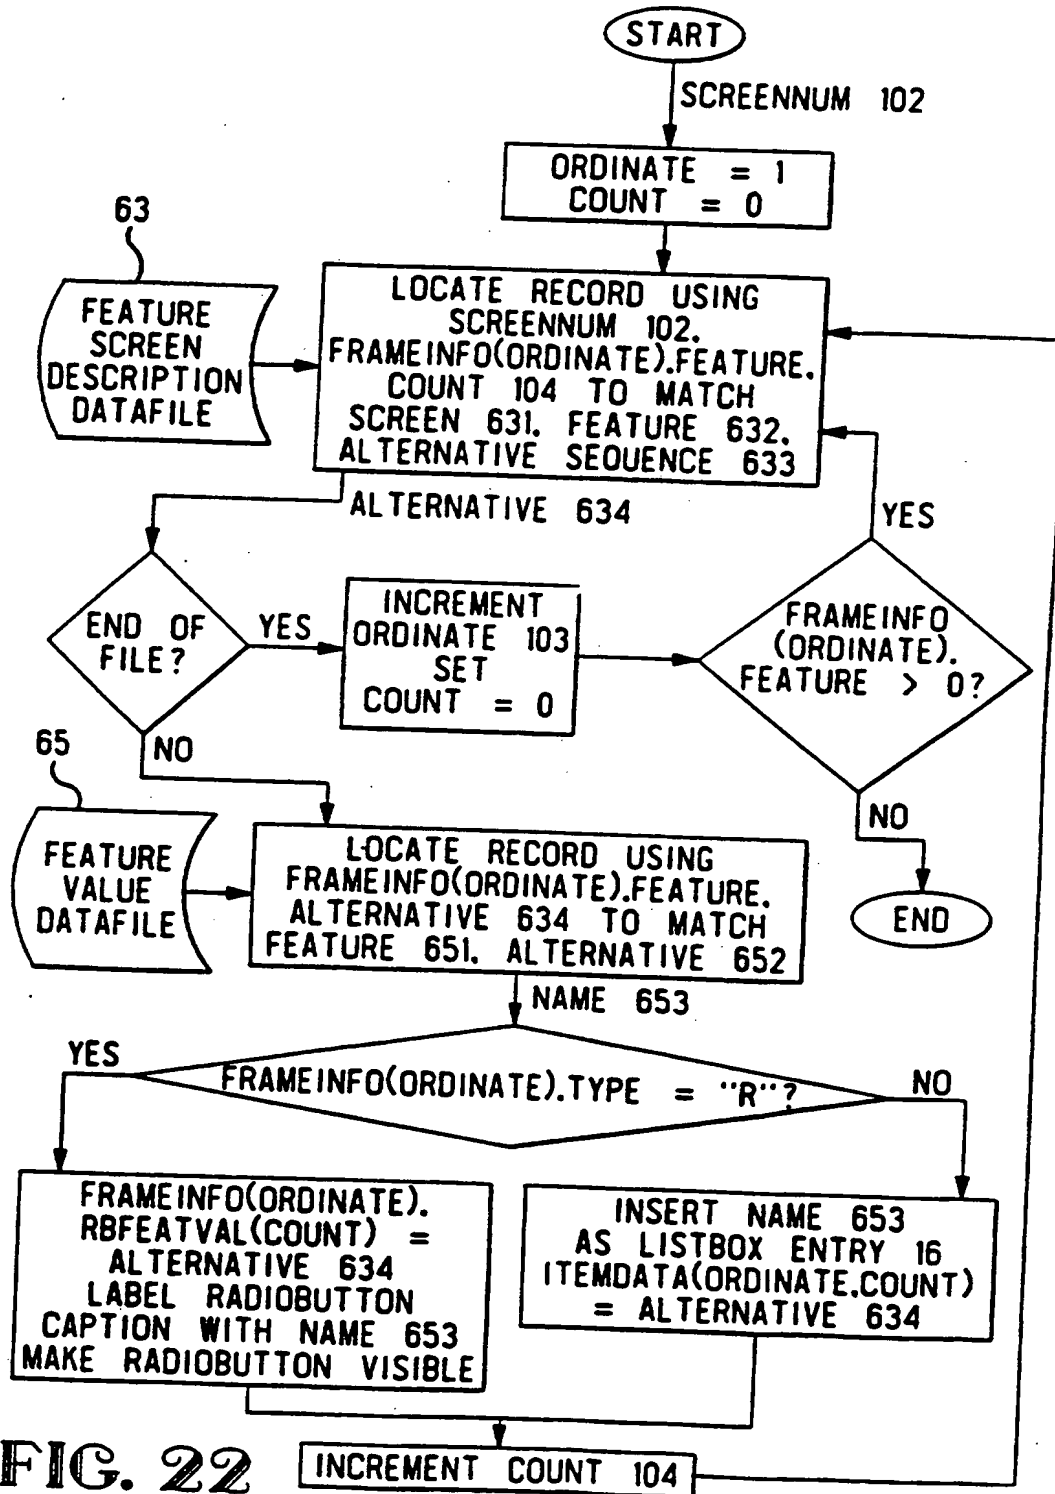 START
SCREENNUM 102
ORDINATE = 1
COUNT = 0
63
FEATURE
SCREEN
DESCRIPTION
DATAFILE
LOCATE RECORD USING
SCREENNUM 102.
FRAMEINFO(ORDINATE).FEATURE.
COUNT 104 TO MATCH
SCREEN 631. FEATURE 632.
ALTERNATIVE SEQUENCE 633
ALTERNATIVE 634
YES
END OF
FILE?
YES
INCREMENT
ORDINATE 103
SET
COUNT = 0
FRAMEINFO
(ORDINATE).
FEATURE > 0?
NO
NO
END
65
FEATURE
VALUE
DATAFILE
LOCATE RECORD USING
FRAMEINFO(ORDINATE).FEATURE.
ALTERNATIVE 634 TO MATCH
FEATURE 651. ALTERNATIVE 652
NAME 653
YES
FRAMEINFO(ORDINATE).TYPE = "R"?
NO
FRAMEINFO(ORDINATE).
RBFEATVAL(COUNT) =
ALTERNATIVE 634
LABEL RADIOBUTTON
CAPTION WITH NAME 653
MAKE RADIOBUTTON VISIBLE
INSERT NAME 653
AS LISTBOX ENTRY 16
ITEMDATA(ORDINATE.COUNT)
= ALTERNATIVE 634
INCREMENT COUNT 104
FIG. 22